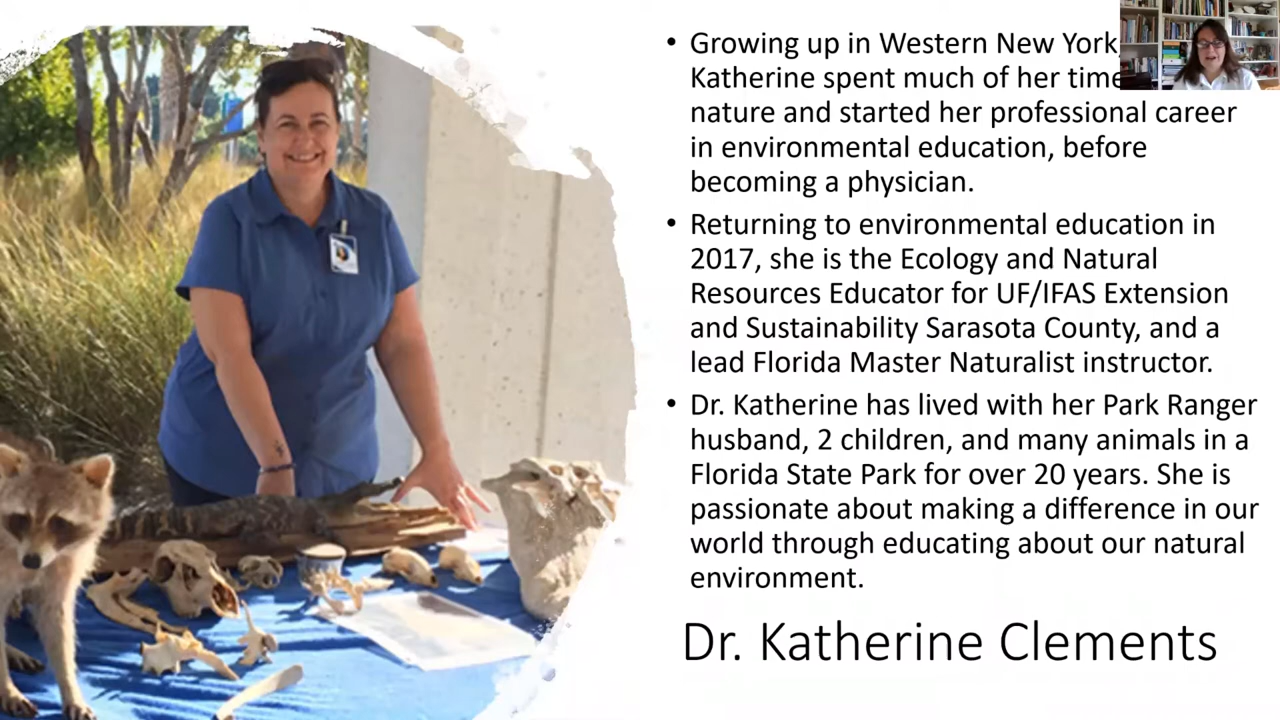 • Growing up in Western New York
Katherine spent much of her time
nature and started her professional career
in environmental education, before
becoming a physician.
• Returning to environmental education in
2017, she is the Ecology and Natural
Resources Educator for UF/IFAS Extension
and Sustainability Sarasota County, and a
lead Florida Master Naturalist instructor.
• Dr. Katherine has lived with her Park Ranger
husband, 2 children, and many animals in a
Florida State Park for over 20 years. She is
passionate about making a difference in our
world through educating about our natural
environment.
Dr. Katherine Clements